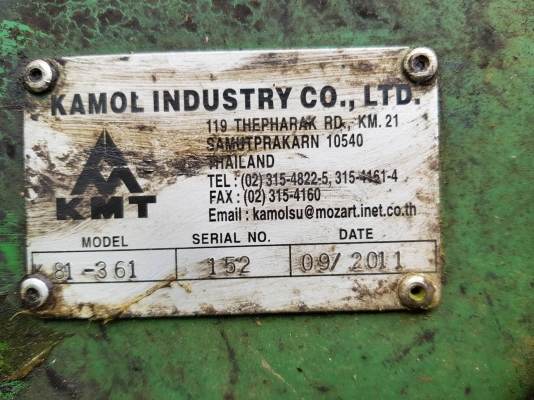 KAMOL INDUSTRY CO., LTD.
119 THEPHARAK RD., KM. 21
SAMUTPRAKARN 10540
THAILAND
TEL : (02) 315-4822-5, 315-4161-4
FAX : (02) 315-4160
Email : kamolsu@mozart.inet.co.th
KMT
MODEL SERIAL NO. DATE
81-361 152 09/2011